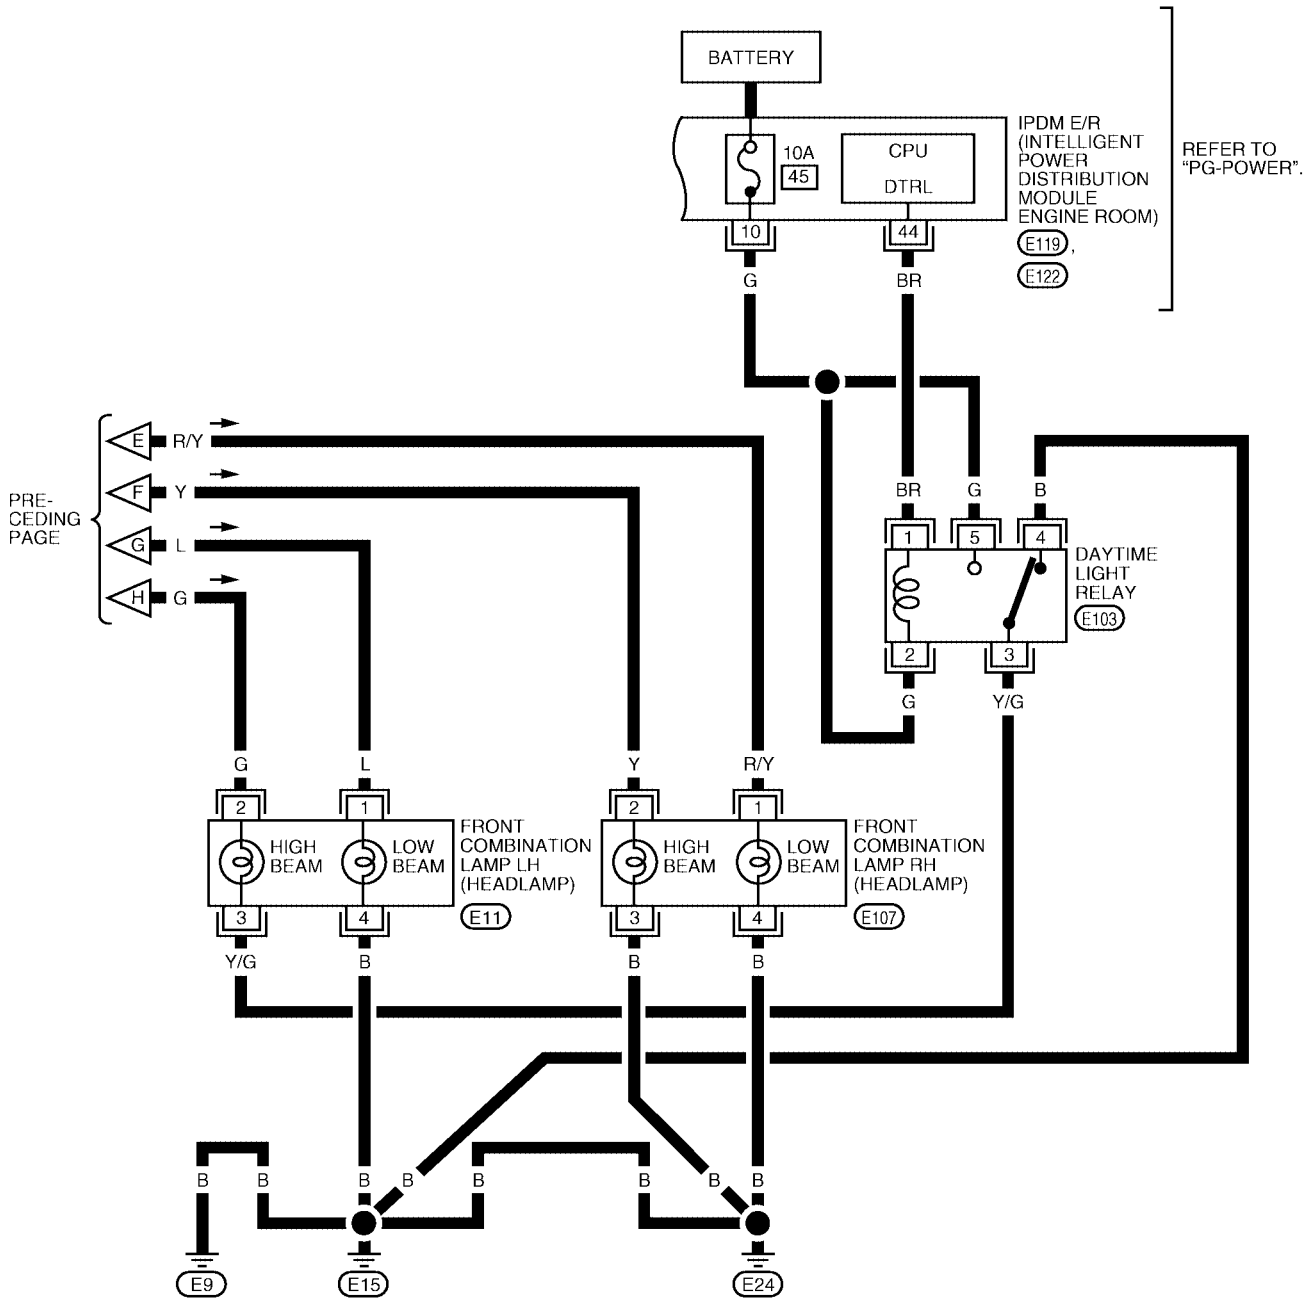 BATTERY
IPDM E/R
(INTELLIGENT
POWER
DISTRIBUTION
MODULE
ENGINE ROOM)
E119 ,
E122
REFER TO
“PG-POWER”.
10A
45
CPU
DTRL
10
44
G
BR
PRE-
CEDING
PAGE
E R/Y
F Y
G L
H G
BR G B
1 5 4
DAYTIME
LIGHT
RELAY
E103
2 3
G Y/G
G L Y R/Y
2 1 2 1
HIGH
BEAM
LOW
BEAM
FRONT
COMBINATION
LAMP LH
(HEADLAMP)
E11
HIGH
BEAM
LOW
BEAM
FRONT
COMBINATION
LAMP RH
(HEADLAMP)
E107
3 4 3 4
Y/G B B B
B B B B B B B B
E9 E15 E24